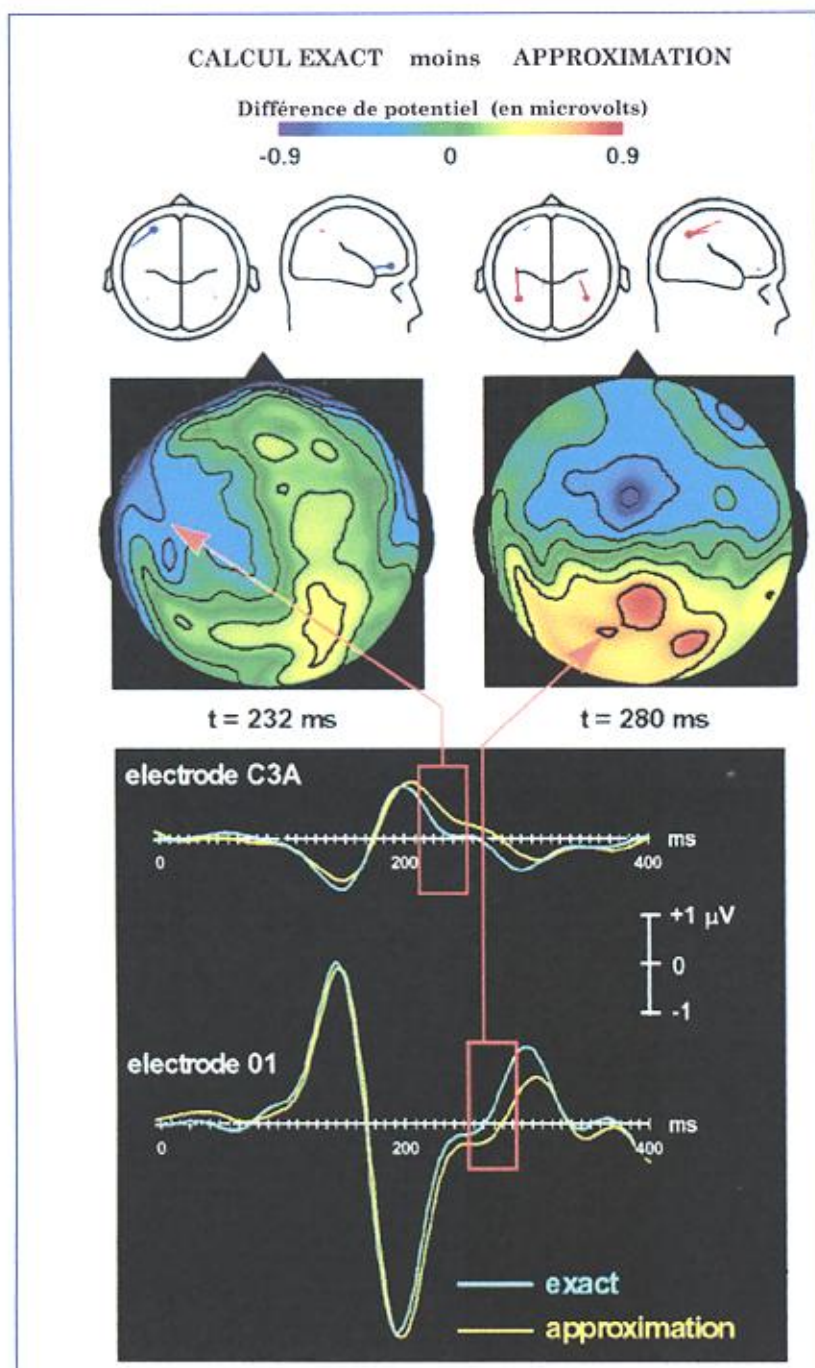 CALCUL EXACT moins APPROXIMATION
Différence de potentiel (en microvolts)
-0.9 0 0.9
t = 232 ms t = 280 ms
electrode C3A
0 200 400 ms
+1 µV
0
-1
electrode 01
0 200 400 ms
exact
approximation